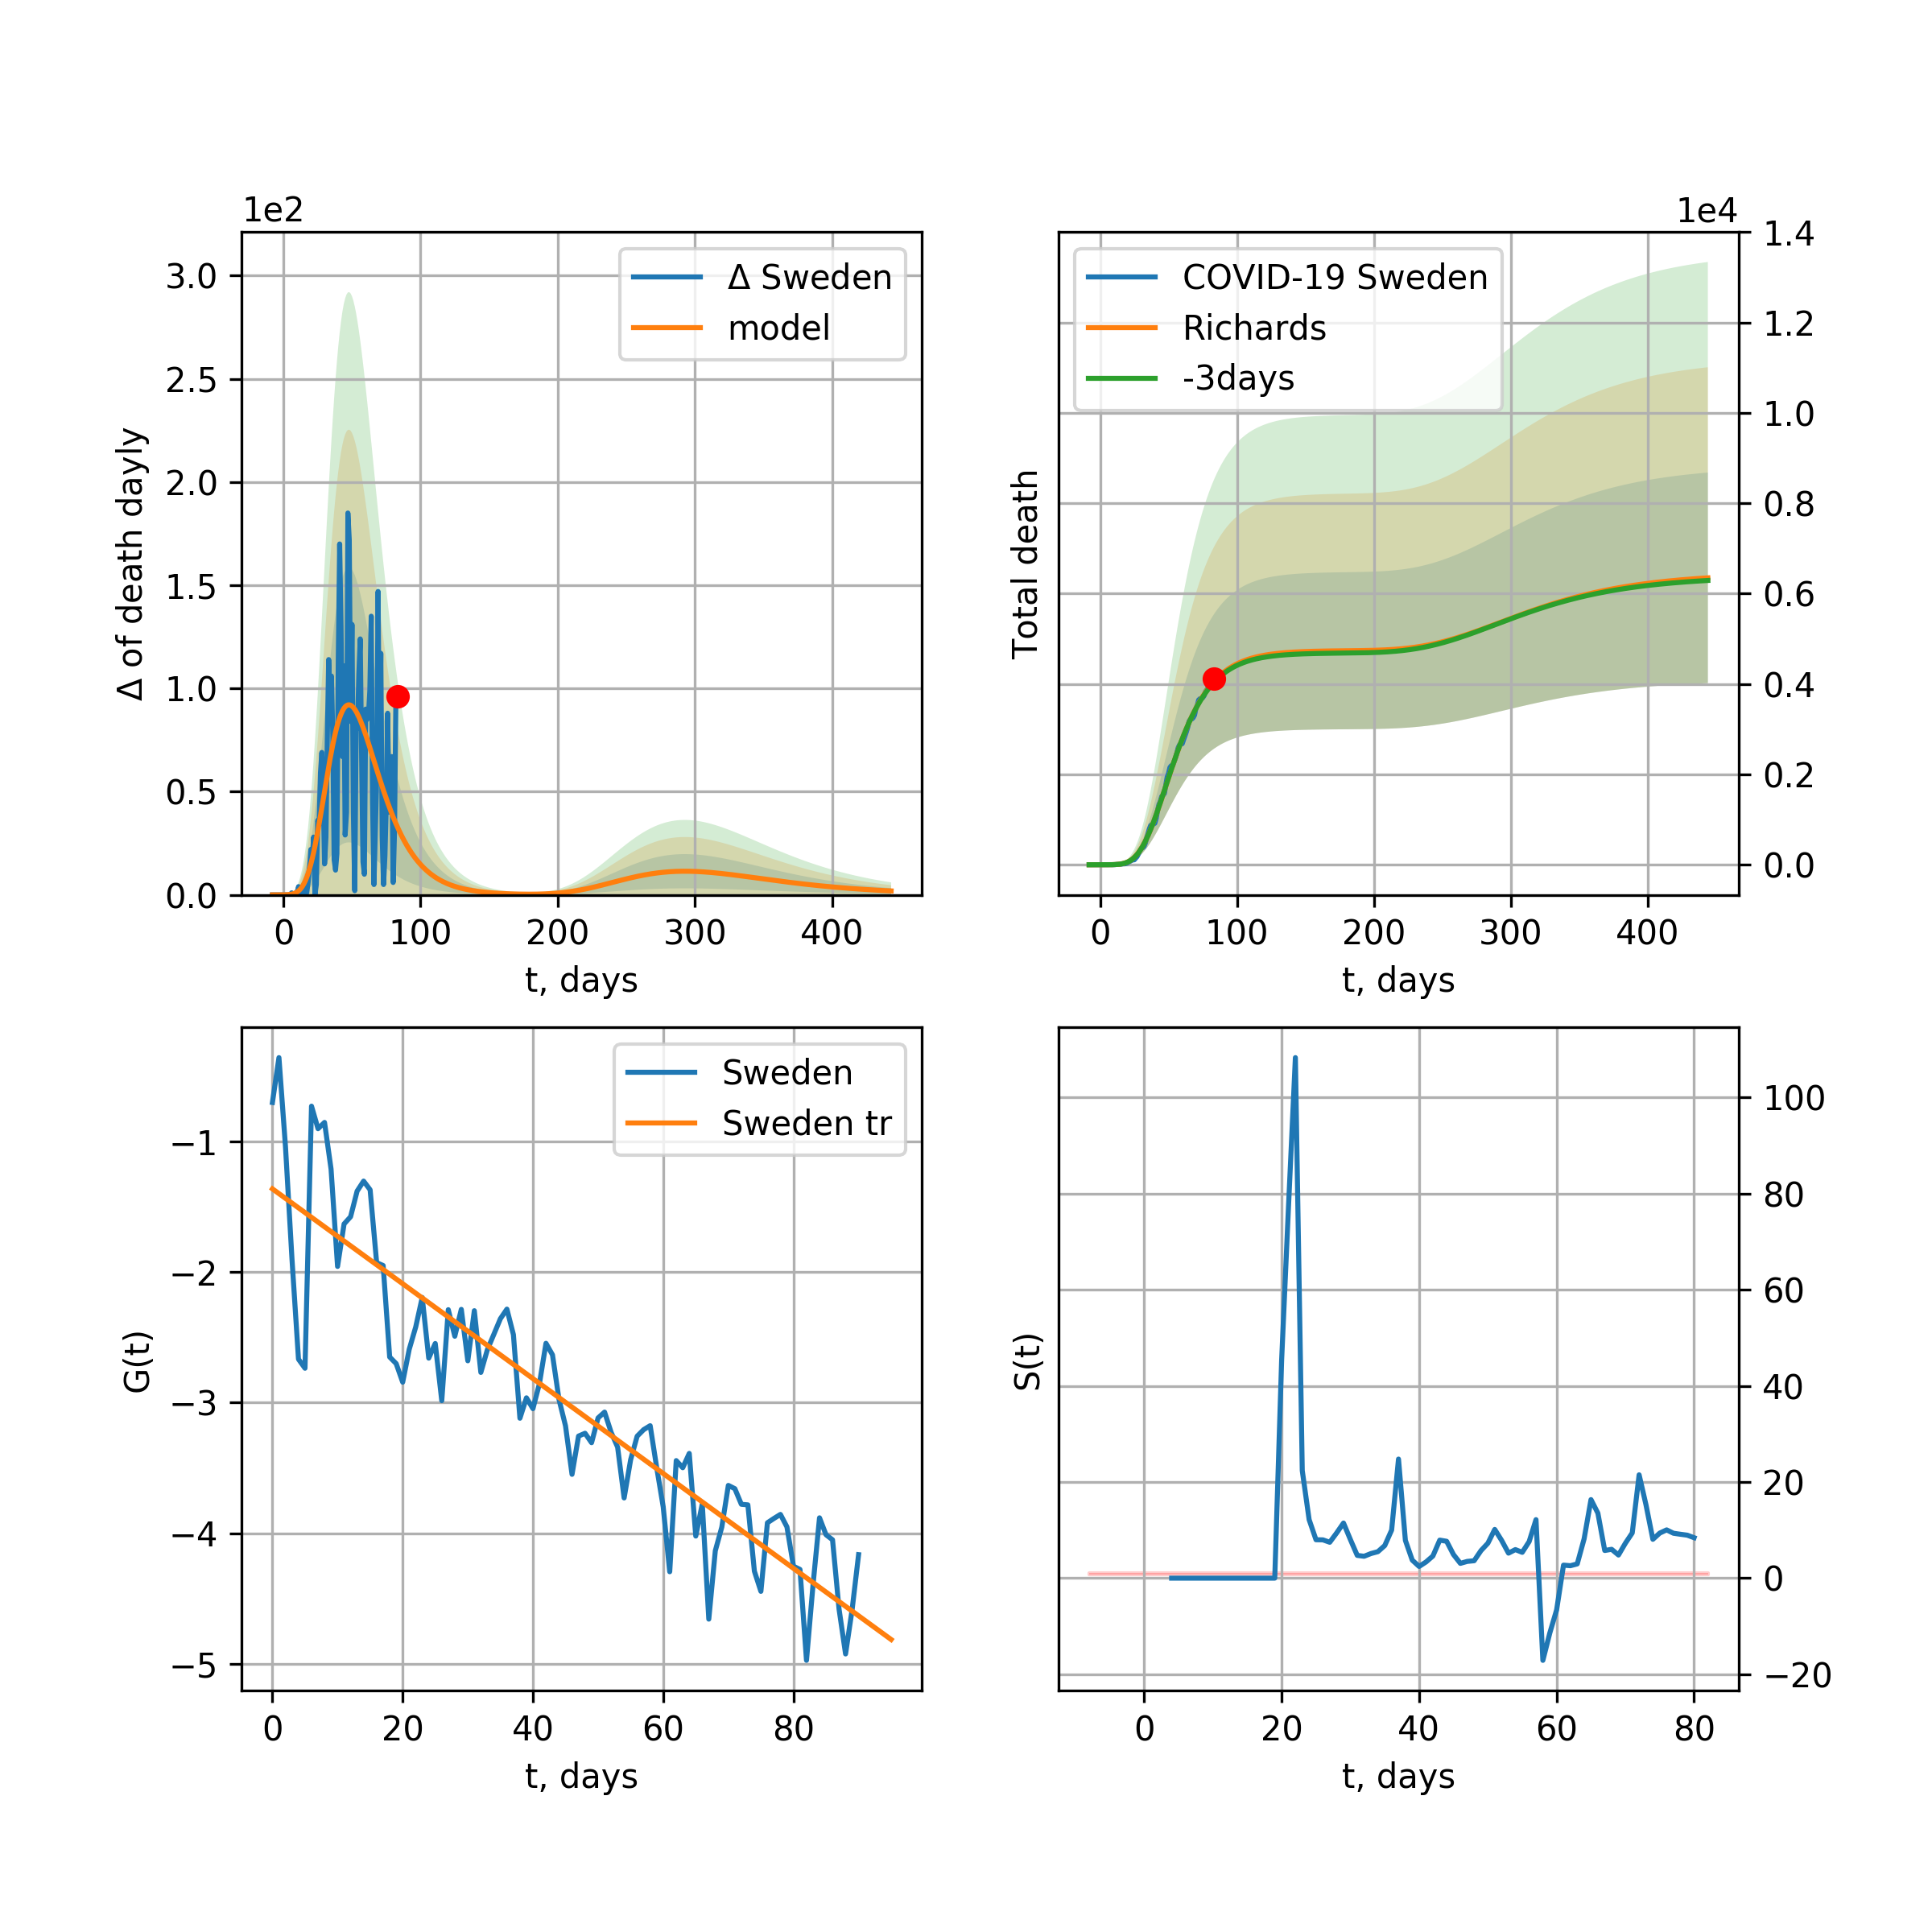 1e2
3.0
2.5
2.0
1.5
1.0
0.5
0.0
Δ of death dayly
Δ Sweden
model
0 100 200 300 400
t, days
1e4
1.4
1.2
1.0
0.8
0.6
0.4
0.2
0.0
Total death
COVID-19 Sweden
Richards
-3days
0 100 200 300 400
t, days
−1
−2
−3
−4
−5
G(t)
Sweden
Sweden tr
0 20 40 60 80
t, days
100
80
60
40
20
0
−20
S(t)
0 20 40 60 80
t, days